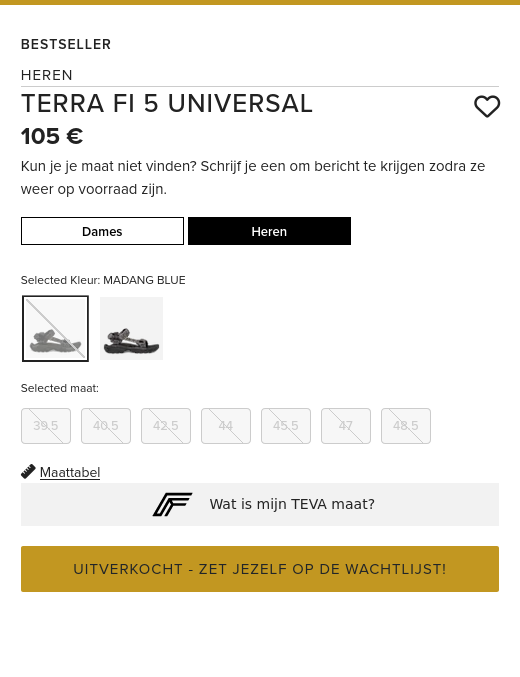 BESTSELLER
HEREN
TERRA FI 5 UNIVERSAL
105 €
Kun je je maat niet vinden? Schrijf je een om bericht te krijgen zodra ze
weer op voorraad zijn.
Dames
Heren
Selected Kleur: MADANG BLUE
Selected maat:
39.5
40.5
42.5
44
45.5
47
48.5
Maattabel
Wat is mijn TEVA maat?
UITVERKOCHT - ZET JEZELF OP DE WACHTLIJST!